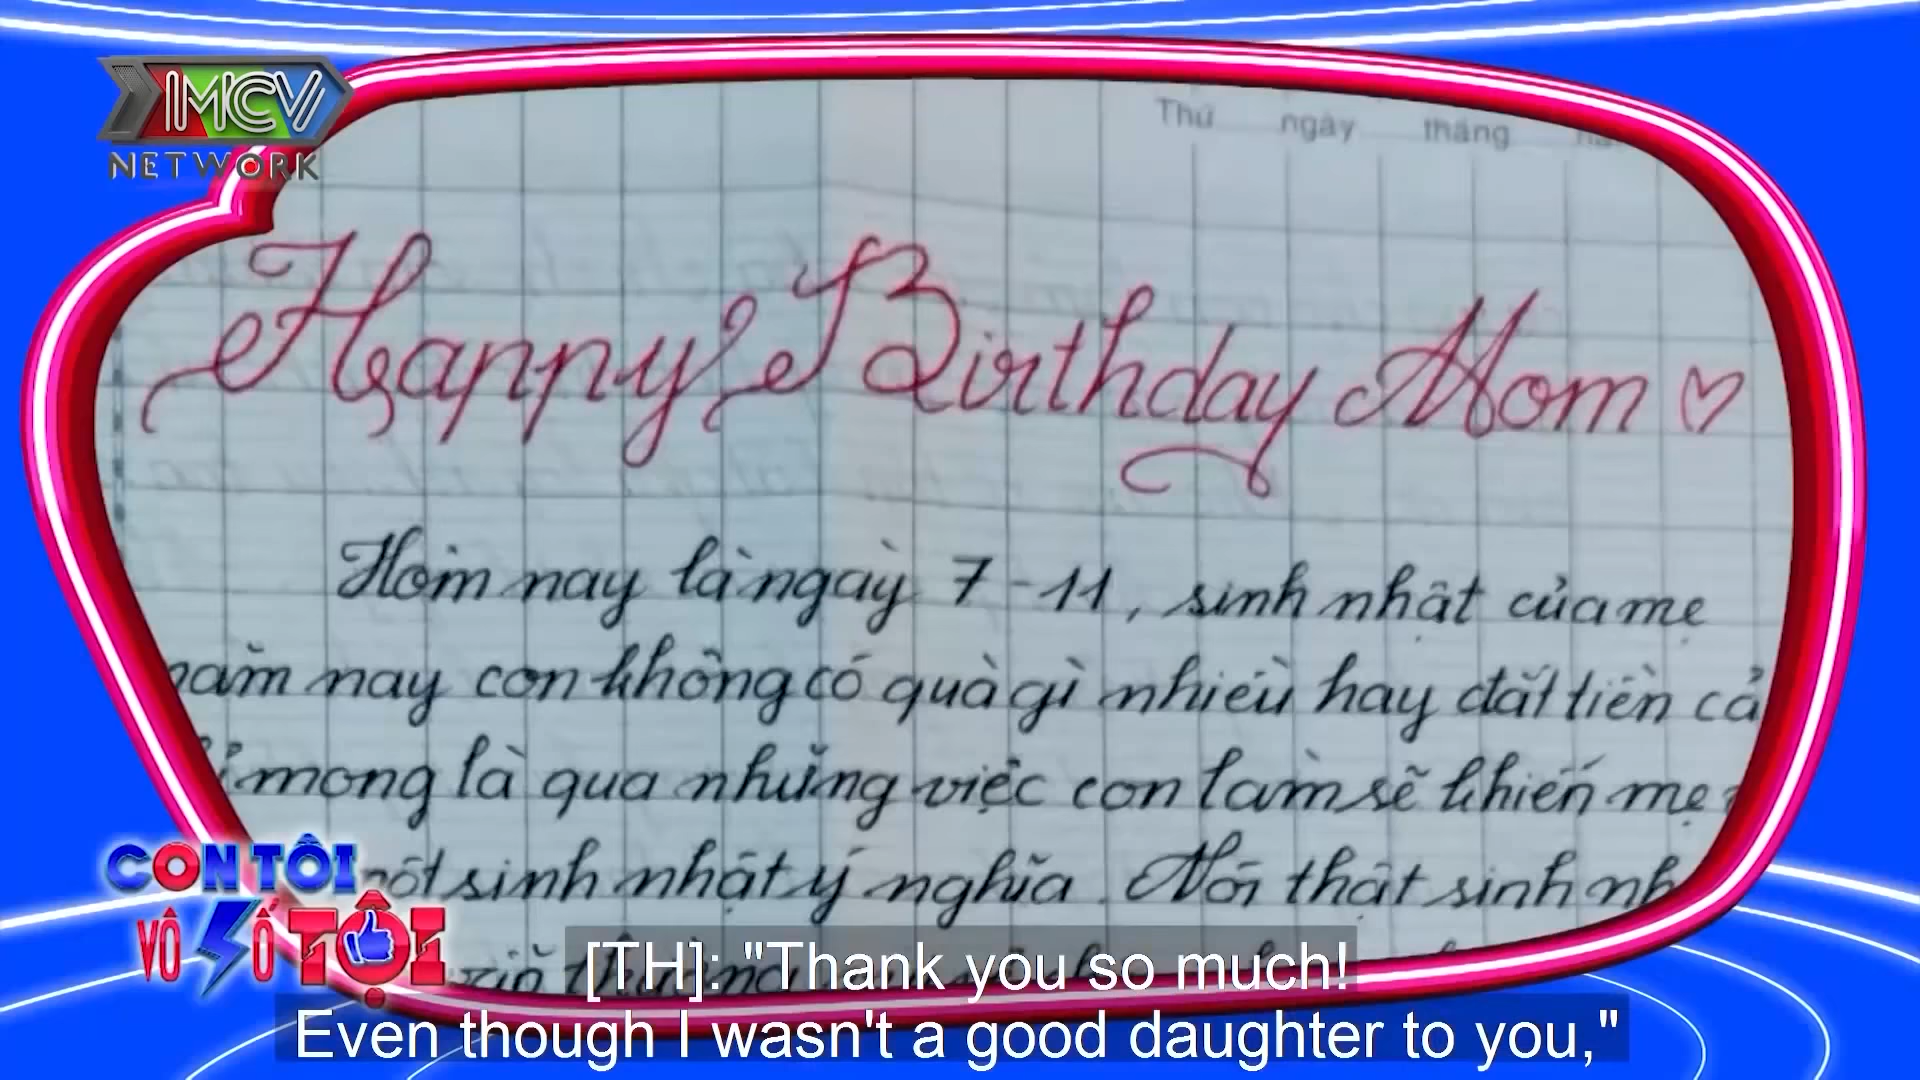 MCV
NETWORK
Thứ ngày tháng
Happy Birthday Mom
Hôm nay là ngày 7-11, sinh nhật của mẹ
năm nay con không có quà gì nhiều hay đắt tiền cả
mong là qua những việc con làm sẽ khiến mẹ
một sinh nhật ý nghĩa. Nói thật sinh nh
CON TÔI
VÔ SỐ TỘI
[TH]: "Thank you so much!
Even though I wasn't a good daughter to you,"